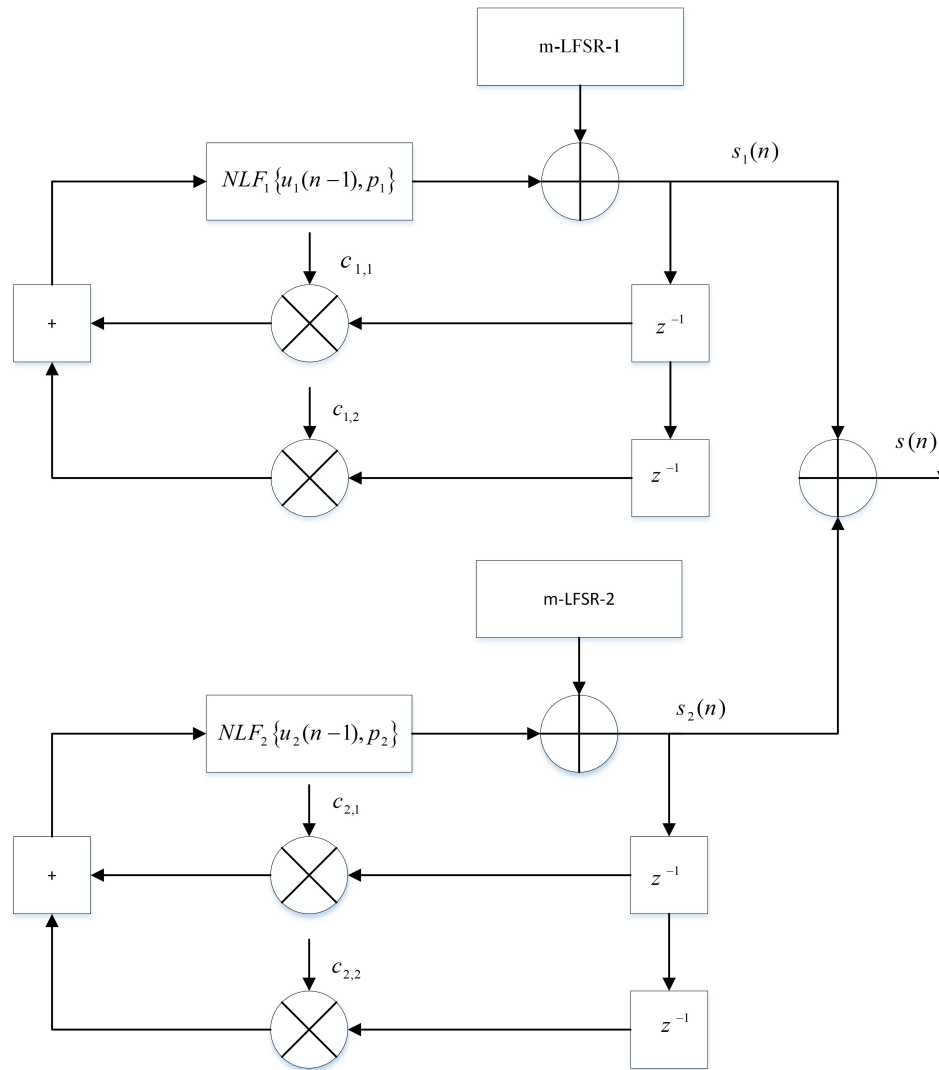 m-LFSR-1
s₁(n)
NLF₁{u₁(n−1), p₁}
c₁,₁
+
z⁻¹
c₁,₂
z⁻¹
s(n)
m-LFSR-2
s₂(n)
NLF₂{u₂(n−1), p₂}
c₂,₁
+
z⁻¹
c₂,₂
z⁻¹